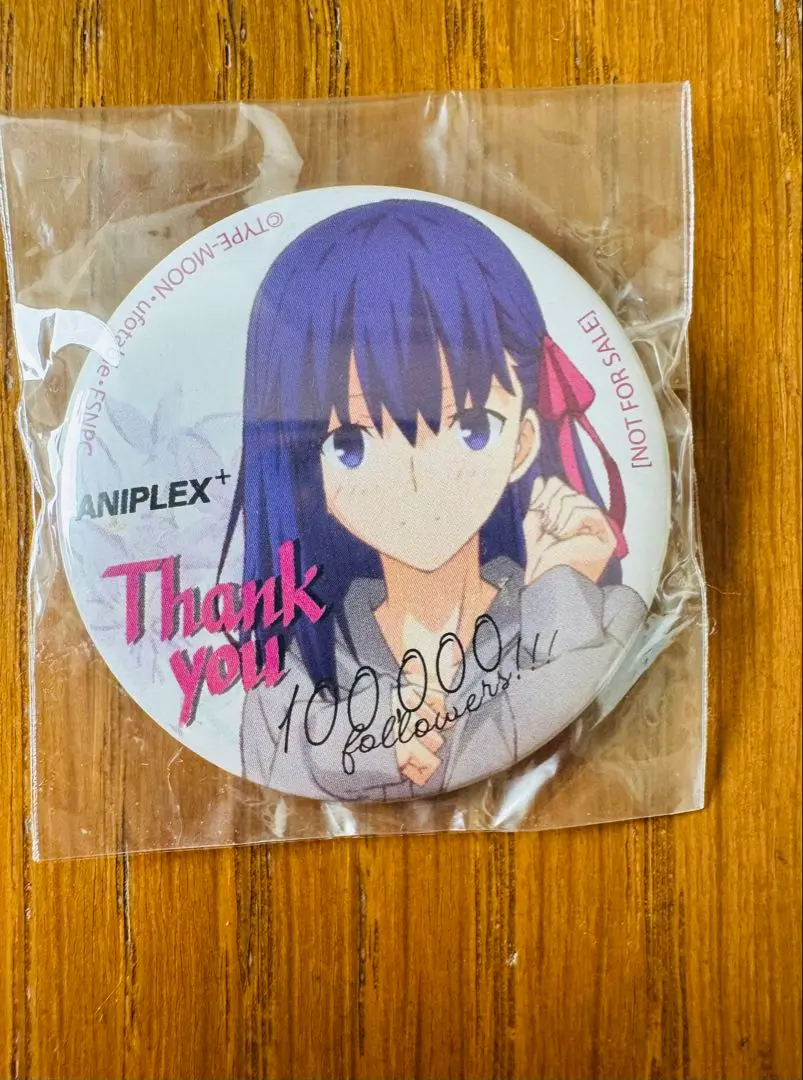 ©TYPE-MOON・ufotable・FSNPC
[NOT FOR SALE]
ANIPLEX+
Thank
you
100,000
followers!!!